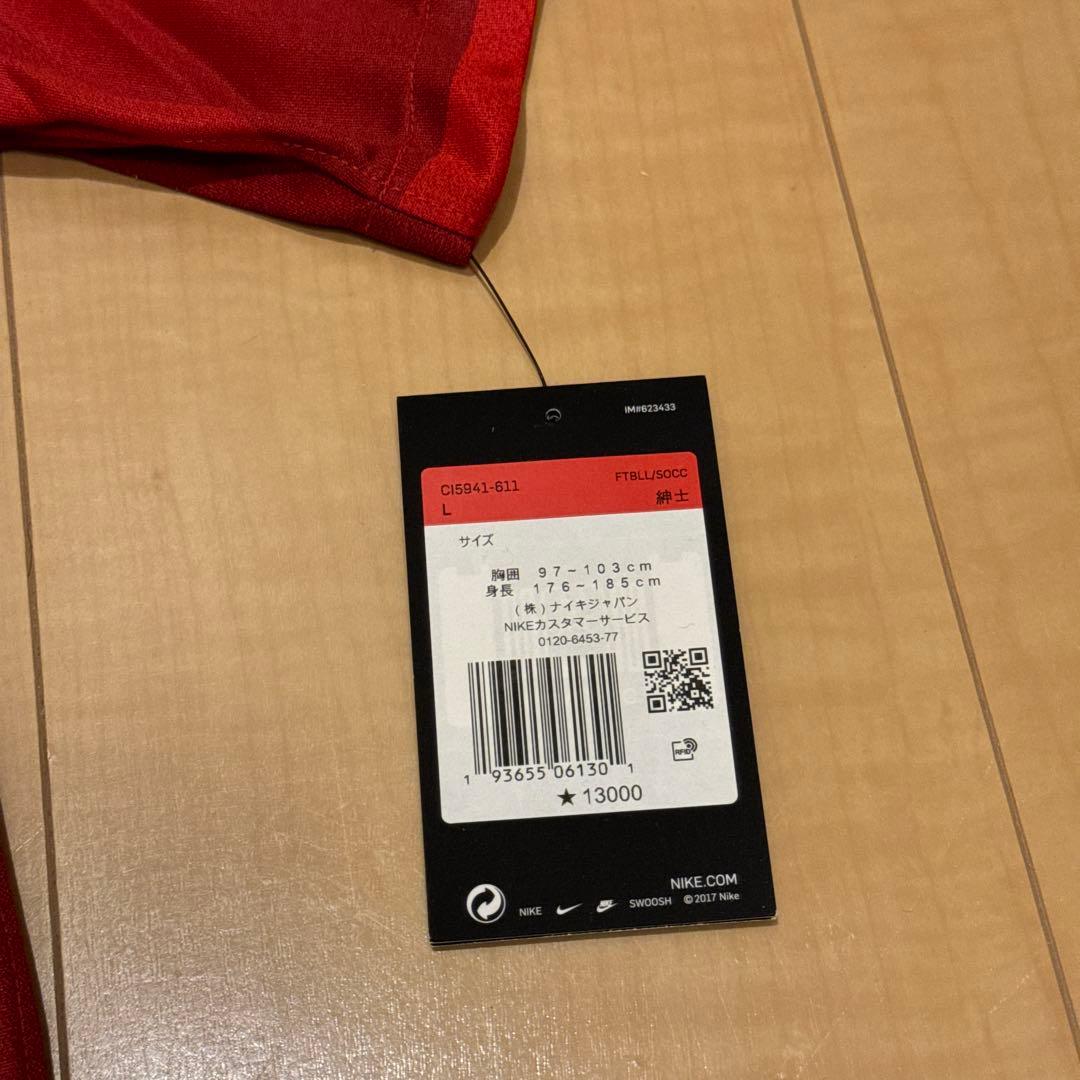 IM#623433
CI5941-611
FTBLL/SOCC
L
紳士
サイズ
胸囲 97~103cm
身長 176~185cm
(株)ナイキジャパン
NIKEカスタマーサービス
0120-6453-77
1 93655 06130 1
RFID
★ 13000
NIKE.COM
NIKE SWOOSH ©2017 Nike